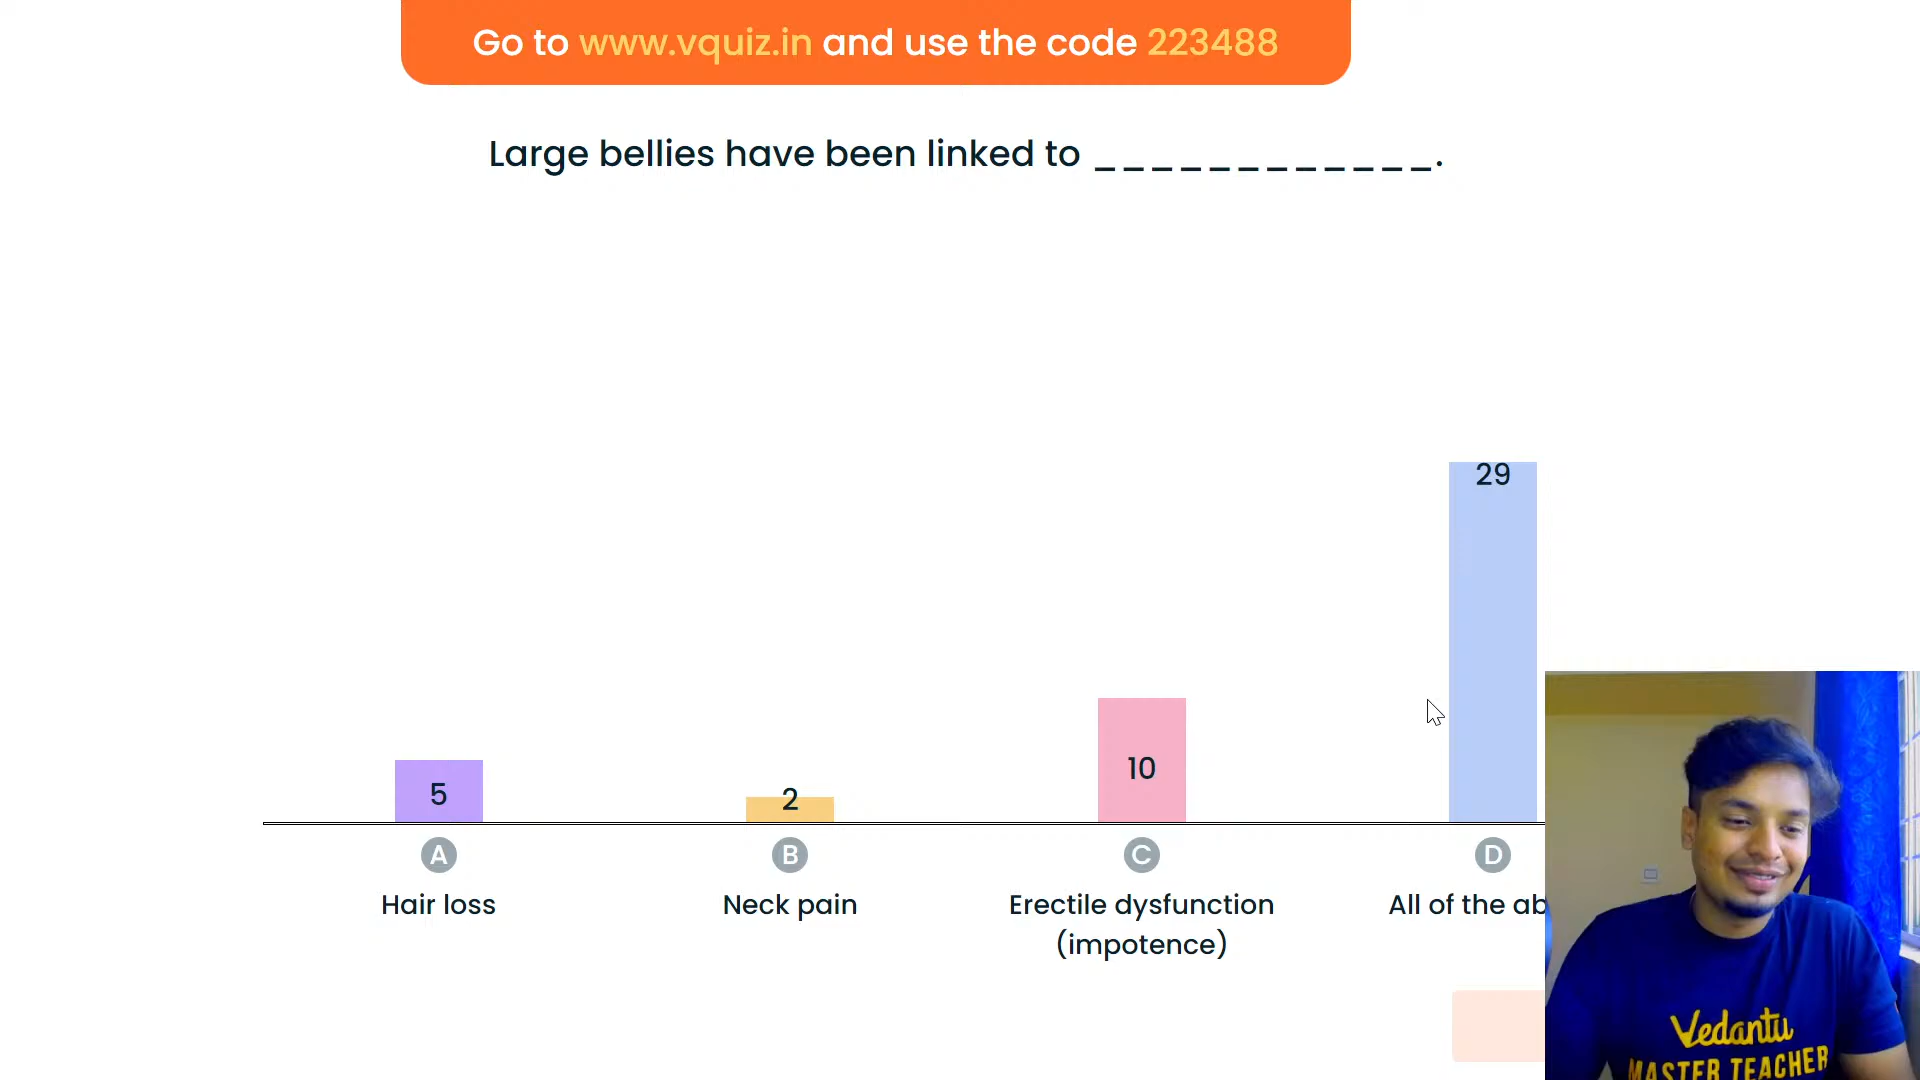 Go to www.vquiz.in and use the code 223488
Large bellies have been linked to _ _ _ _ _ _ _ _ _ _ _ _.
29
10
5
2
A
B
C
D
Hair loss
Neck pain
Erectile dysfunction
(impotence)
All of the ab
Vedantu
MASTER TEACHER